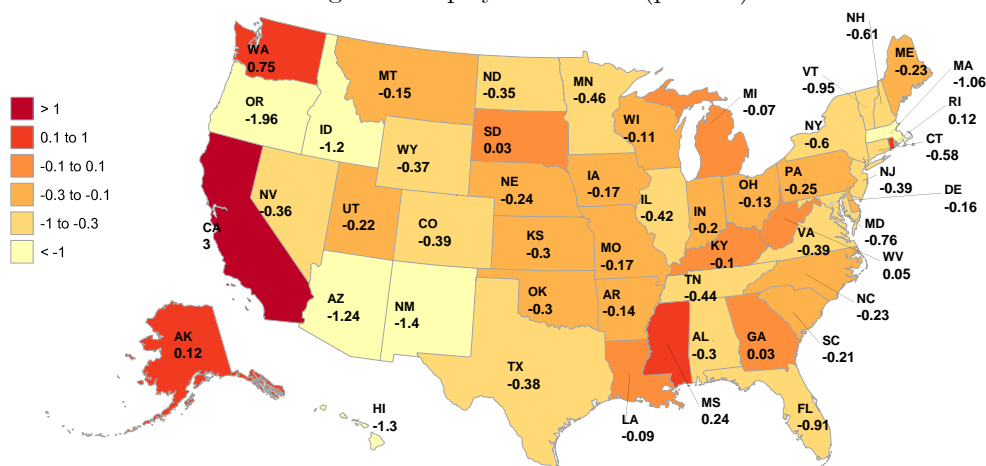 NH
-0.61
WA
0.75
MT
-0.15
ND
-0.35
MN
-0.46
ME
-0.23
VT
-0.95
MA
-1.06
> 1
0.1 to 1
-0.1 to 0.1
-0.3 to -0.1
-1 to -0.3
< -1
OR
-1.96
ID
-1.2
WY
-0.37
SD
0.03
WI
-0.11
MI
-0.07
NY
-0.6
RI
0.12
CT
-0.58
NV
-0.36
UT
-0.22
CO
-0.39
NE
-0.24
IA
-0.17
IL
-0.42
IN
-0.2
OH
-0.13
PA
-0.25
NJ
-0.39
DE
-0.16
CA
3
KS
-0.3
MO
-0.17
KY
-0.1
VA
-0.39
MD
-0.76
WV
0.05
AZ
-1.24
NM
-1.4
OK
-0.3
AR
-0.14
TN
-0.44
NC
-0.23
SC
-0.21
AK
0.12
TX
-0.38
AL
-0.3
GA
0.03
HI
-1.3
LA
-0.09
MS
0.24
FL
-0.91